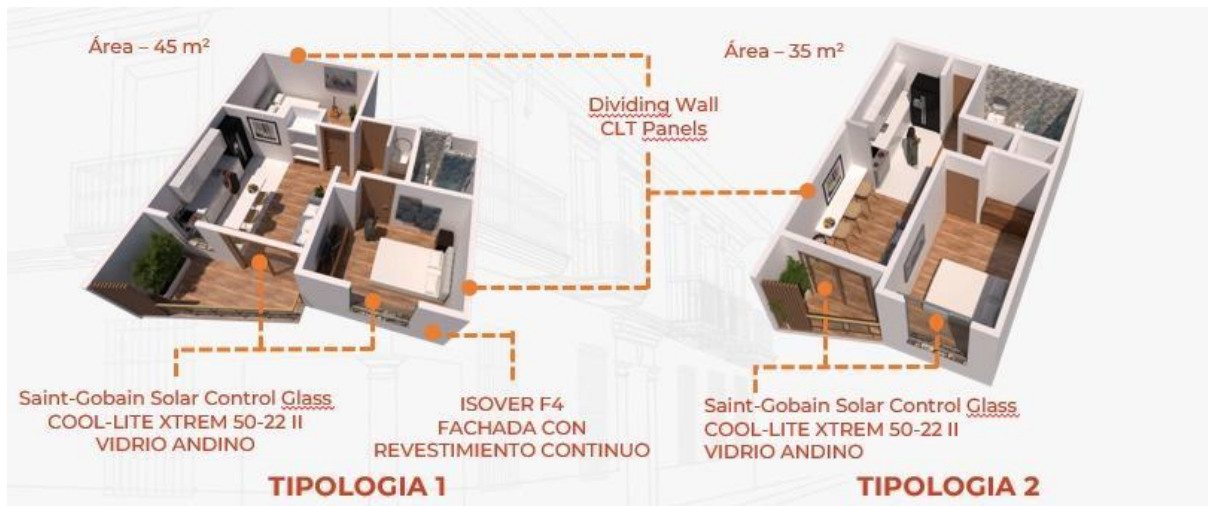 Área – 45 m²
Área – 35 m²
Dividing Wall
CLT Panels
Saint-Gobain Solar Control Glass
COOL-LITE XTREM 50-22 II
VIDRIO ANDINO
ISOVER F4
FACHADA CON
REVESTIMIENTO CONTINUO
Saint-Gobain Solar Control Glass
COOL-LITE XTREM 50-22 II
VIDRIO ANDINO
TIPOLOGIA 1
TIPOLOGIA 2